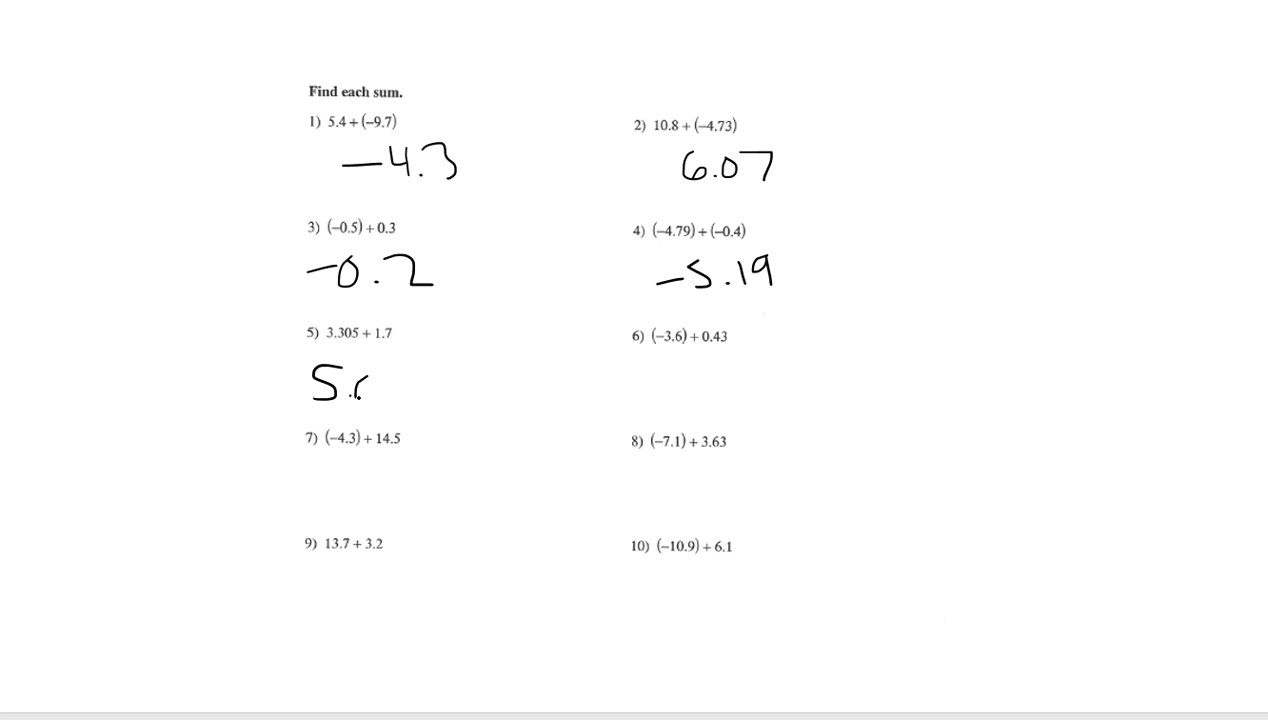 Find each sum.
1) 5.4 + (−9.7)
−4.3
2) 10.8 + (−4.73)
6.07
3) (−0.5) + 0.3
−0.2
4) (−4.79) + (−0.4)
−5.19
5) 3.305 + 1.7
5.
6) (−3.6) + 0.43
7) (−4.3) + 14.5
8) (−7.1) + 3.63
9) 13.7 + 3.2
10) (−10.9) + 6.1